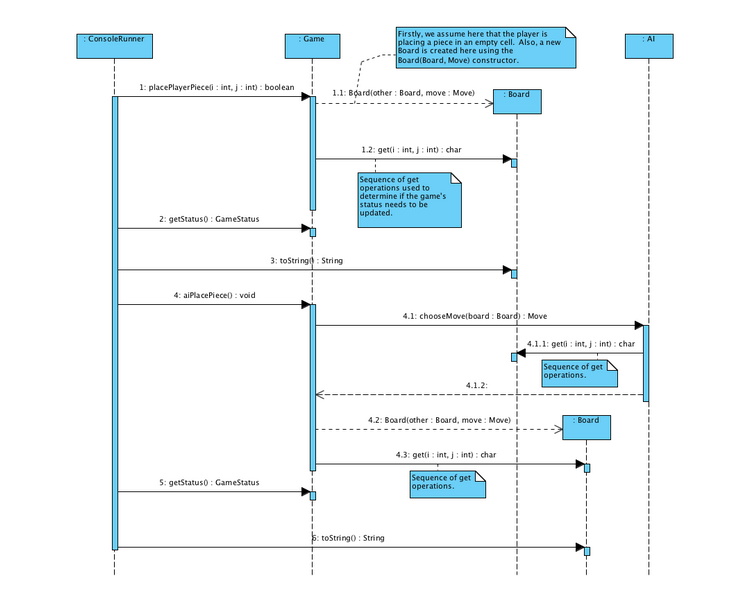 : ConsoleRunner
: Game
Firstly, we assume here that the player is
placing a piece in an empty cell. Also, a new
Board is created here using the
Board(Board, Move) constructor.
: AI
1: placePlayerPiece(i : int, j : int) : boolean
1.1: Board(other : Board, move : Move)
: Board
1.2: get(i : int, j : int) : char
Sequence of get
operations used to
determine if the game's
status needs to be
updated.
2: getStatus() : GameStatus
3: toString() : String
4: aiPlacePiece() : void
4.1: chooseMove(board : Board) : Move
4.1.1: get(i : int, j : int) : char
Sequence of get
operations.
4.1.2:
4.2: Board(other : Board, move : Move)
: Board
4.3: get(i : int, j : int) : char
Sequence of get
operations.
5: getStatus() : GameStatus
6: toString() : String